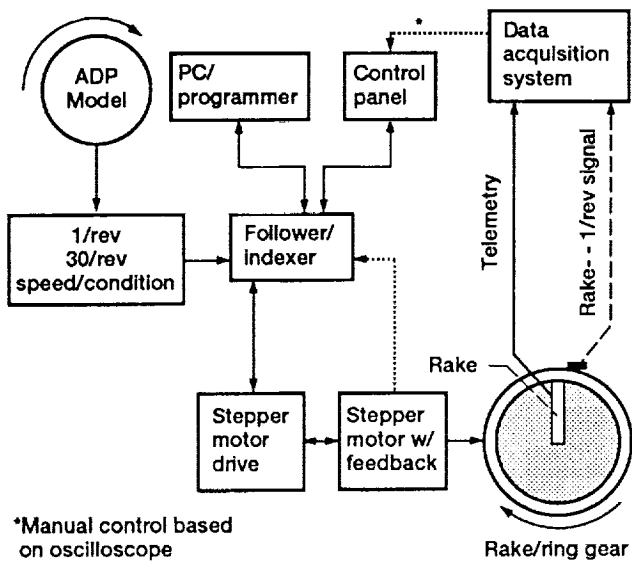 ADP
Model
PC/
programmer
Control
panel
*
Data
acquisition
system
1/rev
30/rev
speed/condition
Follower/
indexer
Telemetry
Rake-- 1/rev signal
Rake
Stepper
motor
drive
Stepper
motor w/
feedback
*Manual control based
on oscilloscope
Rake/ring gear